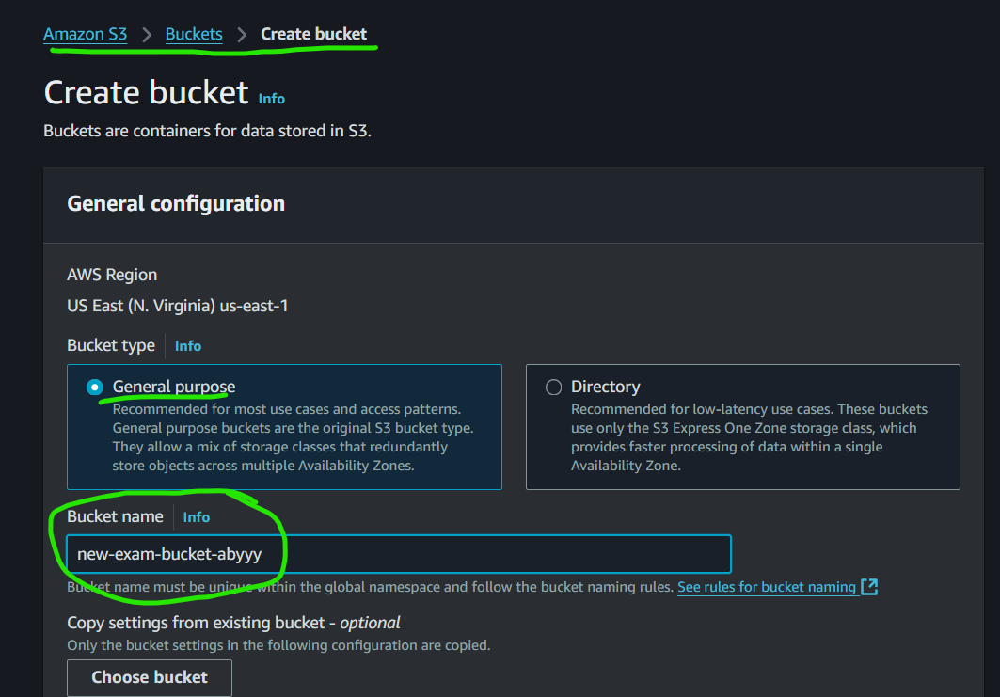 Amazon S3 > Buckets > Create bucket
Create bucket Info
Buckets are containers for data stored in S3.
General configuration
AWS Region
US East (N. Virginia) us-east-1
Bucket type Info
General purpose
Recommended for most use cases and access patterns.
General purpose buckets are the original S3 bucket type.
They allow a mix of storage classes that redundantly
store objects across multiple Availability Zones.
Directory
Recommended for low-latency use cases. These buckets
use only the S3 Express One Zone storage class, which
provides faster processing of data within a single
Availability Zone.
Bucket name Info
new-exam-bucket-abyyy
Bucket name must be unique within the global namespace and follow the bucket naming rules. See rules for bucket naming
Copy settings from existing bucket - optional
Only the bucket settings in the following configuration are copied.
Choose bucket